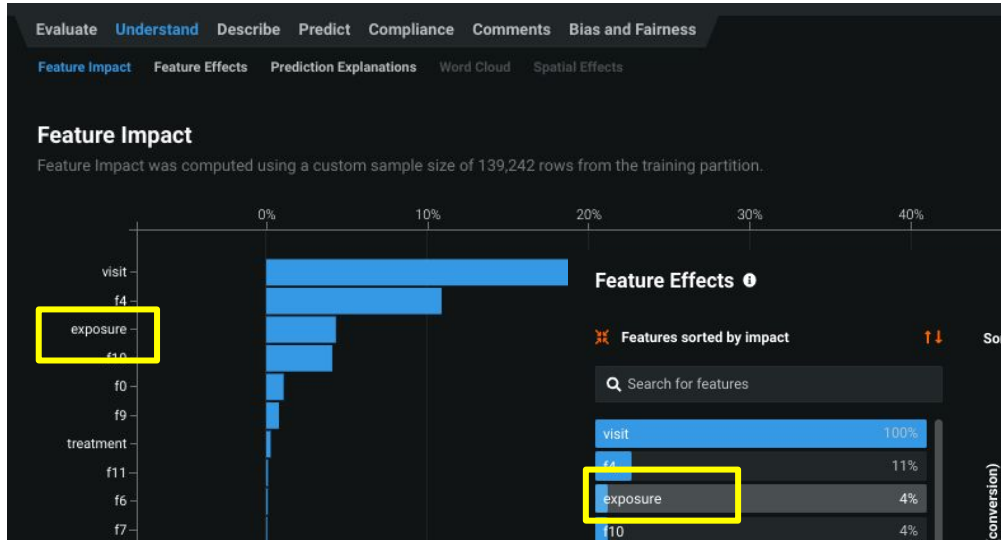 Evaluate Understand Describe Predict Compliance Comments Bias and Fairness
Feature Impact Feature Effects Prediction Explanations Word Cloud Spatial Effects
Feature Impact
Feature Impact was computed using a custom sample size of 139,242 rows from the training partition.
0% 10% 20% 30% 40%
visit
f4
exposure
f10
f0
f9
treatment
f11
f6
f7
Feature Effects
Features sorted by impact
Search for features
visit 100%
f4 11%
exposure 4%
f10 4%
conversion)